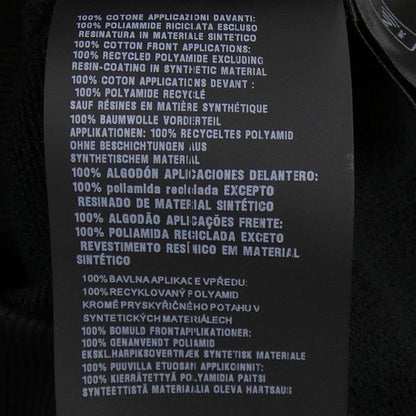 100% COTONE APPLICAZIONI DAVANTI:
100% POLIAMMIDE RICICLATA ESCLUSO
RESINATURA IN MATERIALE SINTETICO
100% COTTON FRONT APPLICATIONS:
100% RECYCLED POLYAMIDE EXCLUDING
RESIN-COATING IN SYNTHETIC MATERIAL
100% COTON APPLICATIONS DEVANT :
100% POLYAMIDE RECYCLÉ
SAUF RÉSINES EN MATIÈRE SYNTHÉTIQUE
100% BAUMWOLLE VORDERTEIL
APPLIKATIONEN: 100% RECYCELTES POLYAMID
OHNE BESCHICHTUNGEN AUS
SYNTHETISCHEM MATERIAL
100% ALGODÓN APLICACIONES DELANTERO:
100% poliamida reciclada EXCEPTO
RESINADO DE MATERIAL SINTÉTICO
100% ALGODÃO APLICAÇÕES FRENTE:
100% POLIAMIDA RECICLADA EXCETO
REVESTIMENTO RESÍNICO EM MATERIAL
SINTÉTICO
100% BAVLNA APLIKACE VPŘEDU:
100% RECYKLOVANÝ POLYAMID
KROMĚ PRYSKYŘIČNÉHO POTAHU V
SYNTETICKÝCH MATERIÁLECH
100% BOMULD FRONTAPPLIKATIONER:
100% GENANVENDT POLIAMID
EKSKL.HARPIKSOVERTRÆK SYNTETISK MATERIALE
100% PUUVILLA ETUOSAN APPLIKOINNIT:
100% KIERRÄTETTYÄ POLYAMIDIA PAITSI
SYNTEETTISTÄ MATERIAALIA OLEVA HARTSAUS